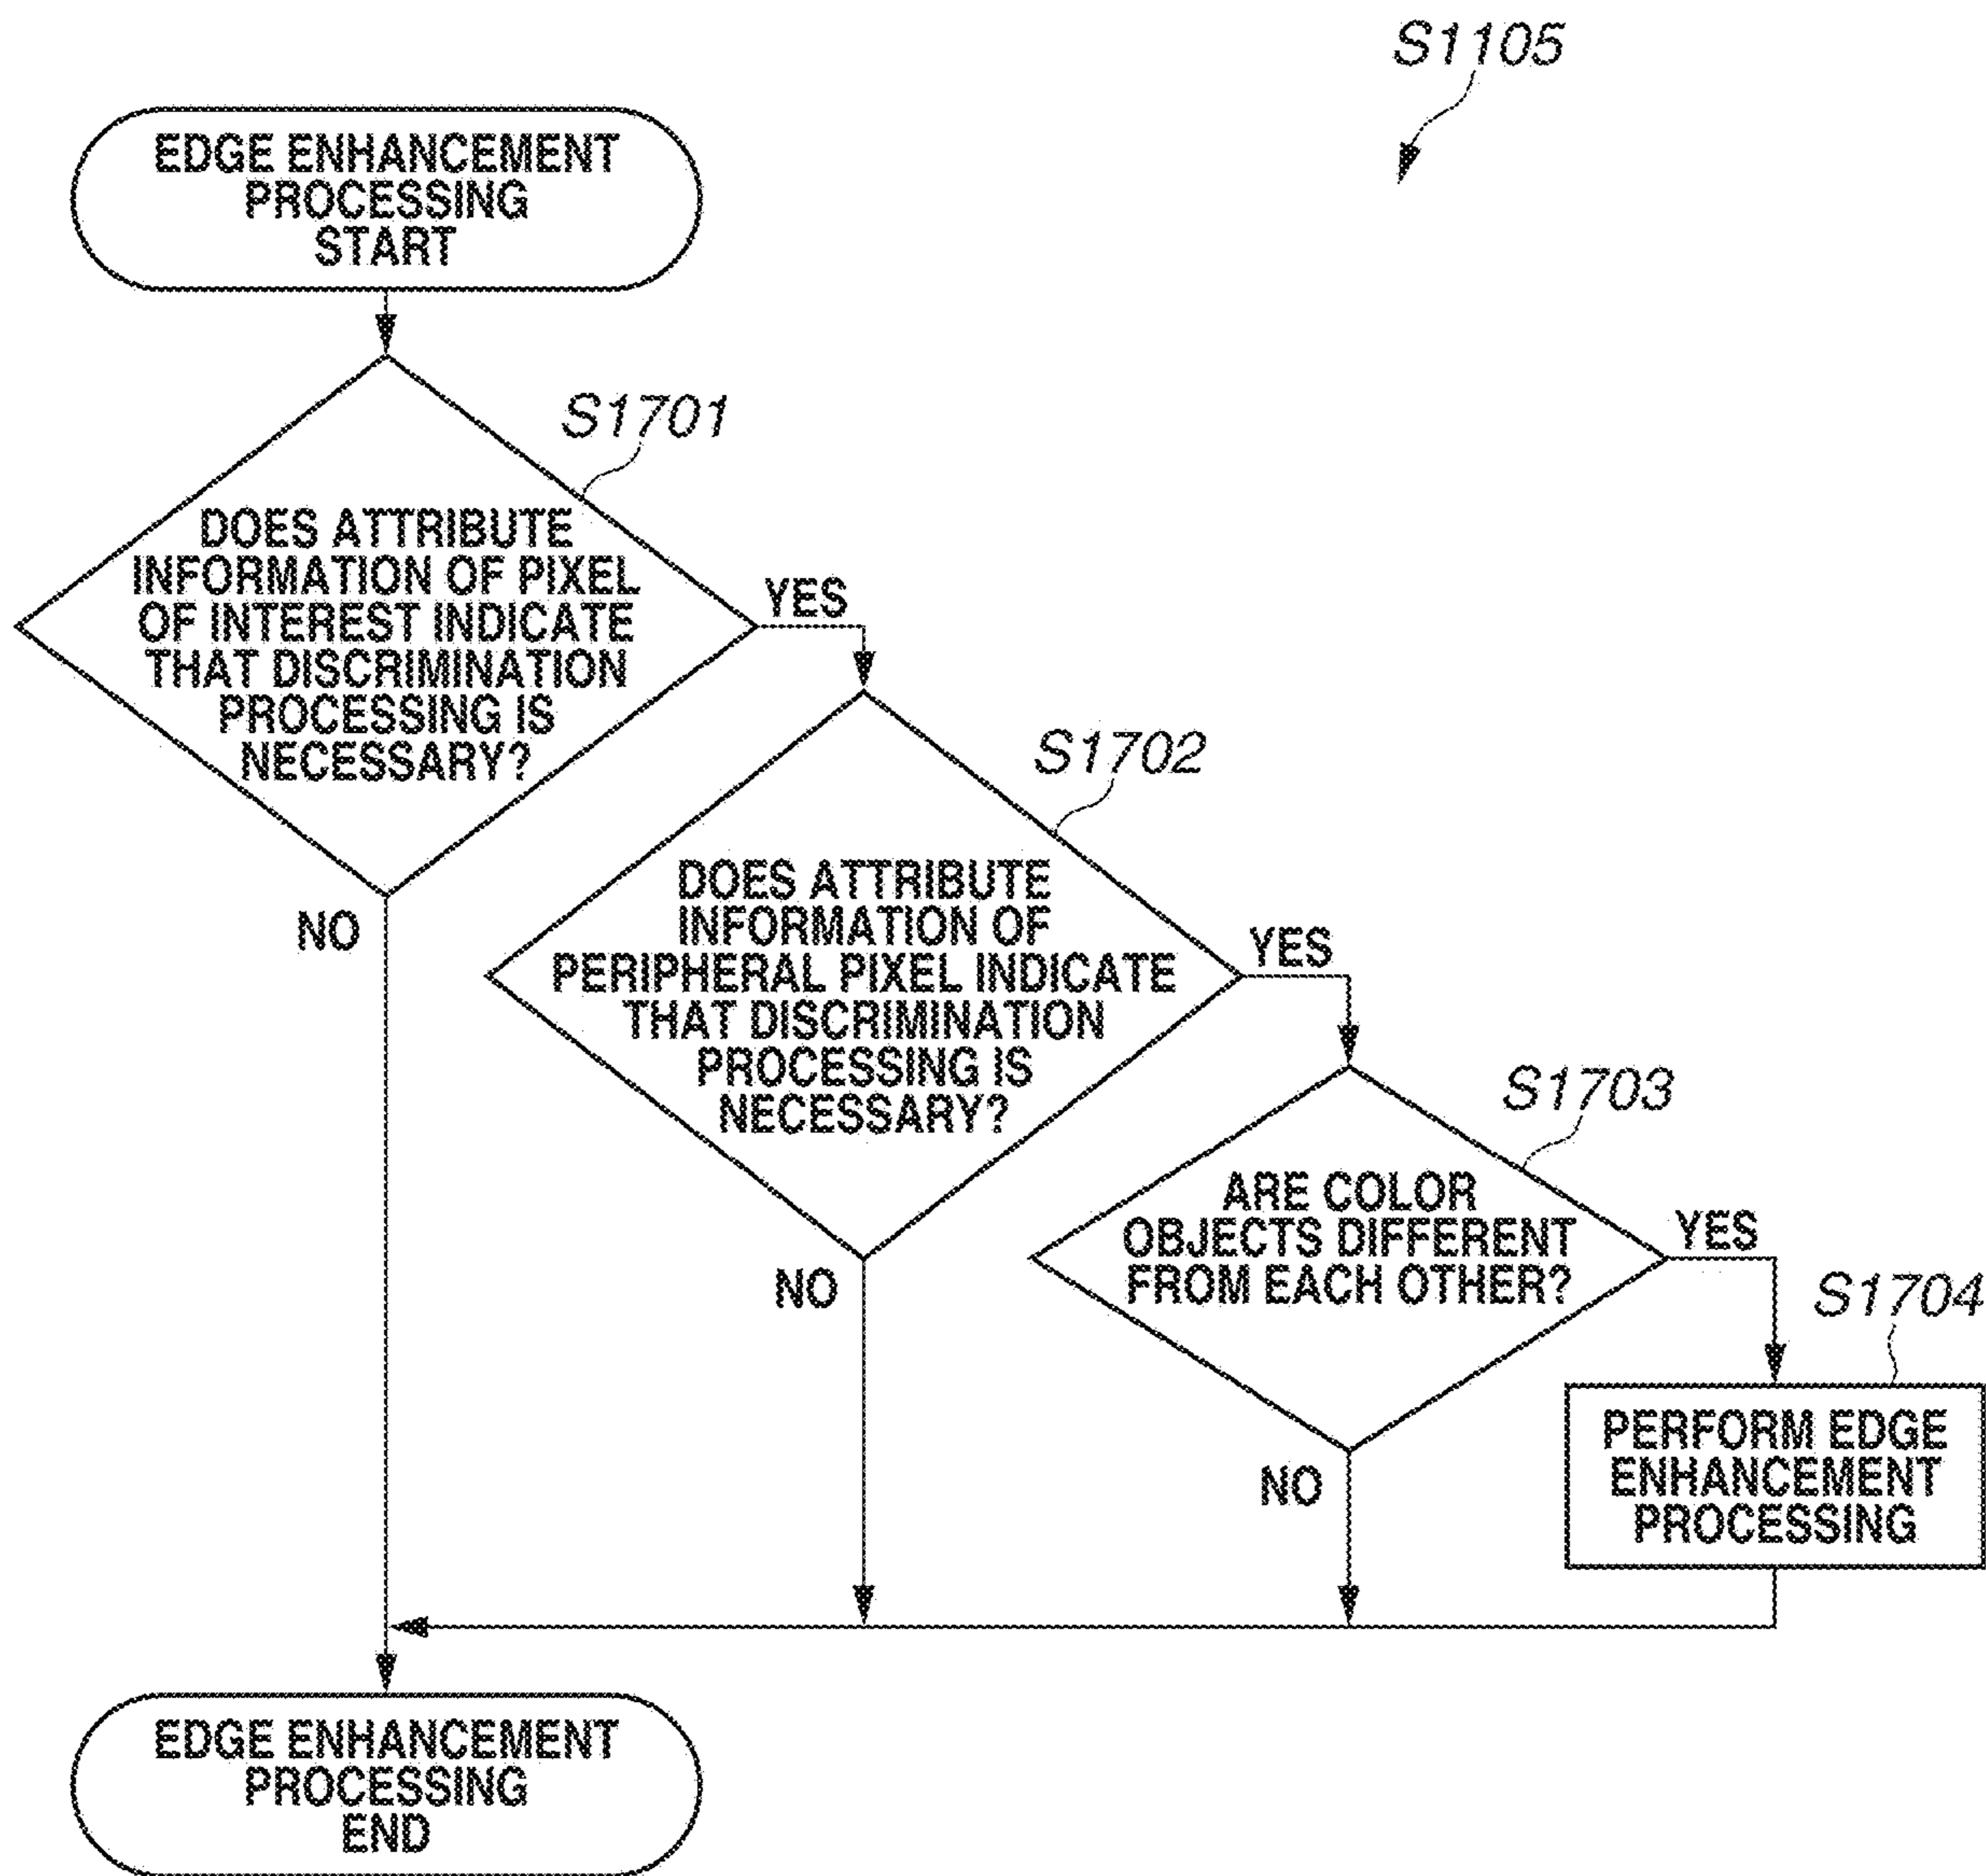 S1105
EDGE ENHANCEMENT
PROCESSING
START
S1701
DOES ATTRIBUTE
INFORMATION OF PIXEL
OF INTEREST INDICATE
THAT DISCRIMINATION
PROCESSING IS
NECESSARY?
YES
NO
S1702
DOES ATTRIBUTE
INFORMATION OF
PERIPHERAL PIXEL INDICATE
THAT DISCRIMINATION
PROCESSING IS
NECESSARY?
YES
NO
S1703
ARE COLOR
OBJECTS DIFFERENT
FROM EACH OTHER?
YES
NO
S1704
PERFORM EDGE
ENHANCEMENT
PROCESSING
EDGE ENHANCEMENT
PROCESSING
END